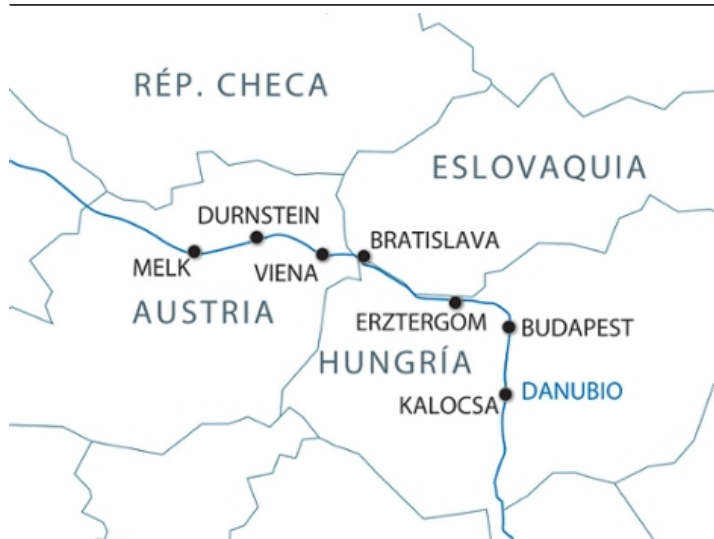 RÉP. CHECA
ESLOVAQUIA
DURNSTEIN
BRATISLAVA
MELK
VIENA
AUSTRIA
ERZTERGOM
BUDAPEST
HUNGRÍA
KALOCSA
DANUBIO